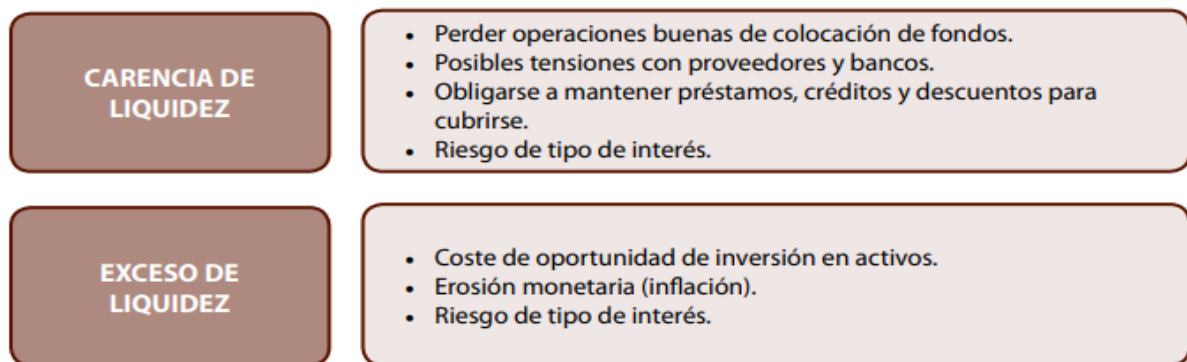 CARENCIA DE
LIQUIDEZ
• Perder operaciones buenas de colocación de fondos.
• Posibles tensiones con proveedores y bancos.
• Obligarse a mantener préstamos, créditos y descuentos para
cubrirse.
• Riesgo de tipo de interés.
EXCESO DE
LIQUIDEZ
• Coste de oportunidad de inversión en activos.
• Erosión monetaria (inflación).
• Riesgo de tipo de interés.